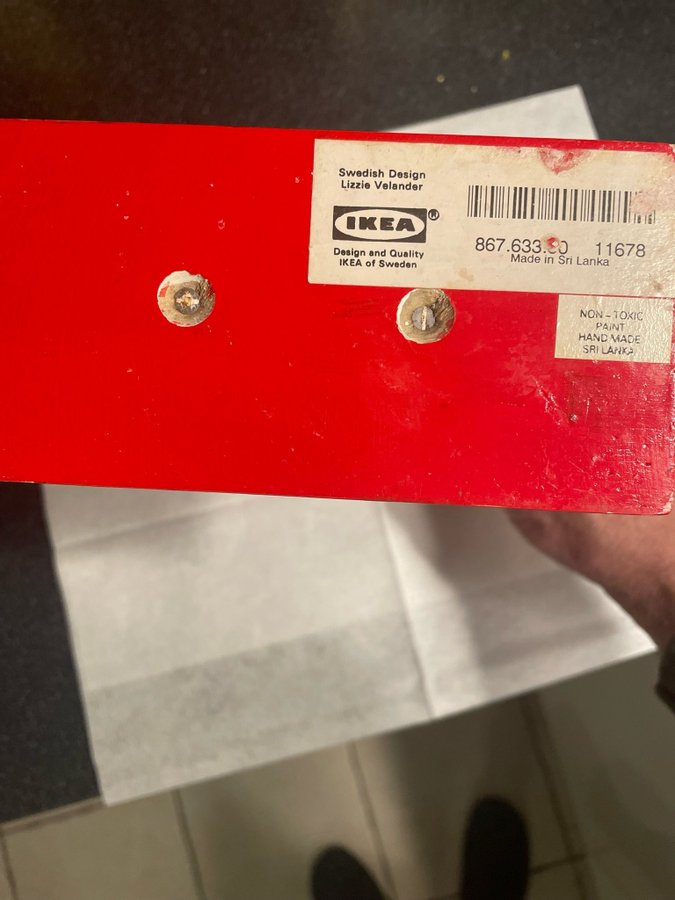 Swedish Design
Lizzie Velander
IKEA®
Design and Quality
IKEA of Sweden
11678
Made in Sri Lanka
NON-TOXIC
PAINT
HAND MADE
SRI LANKA